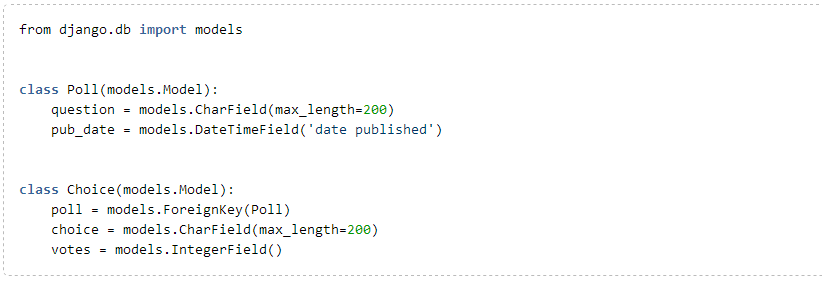 from django.db import models
class Poll(models.Model):
    question = models.CharField(max_length=200)
    pub_date = models.DateTimeField('date published')
class Choice(models.Model):
    poll = models.ForeignKey(Poll)
    choice = models.CharField(max_length=200)
    votes = models.IntegerField()